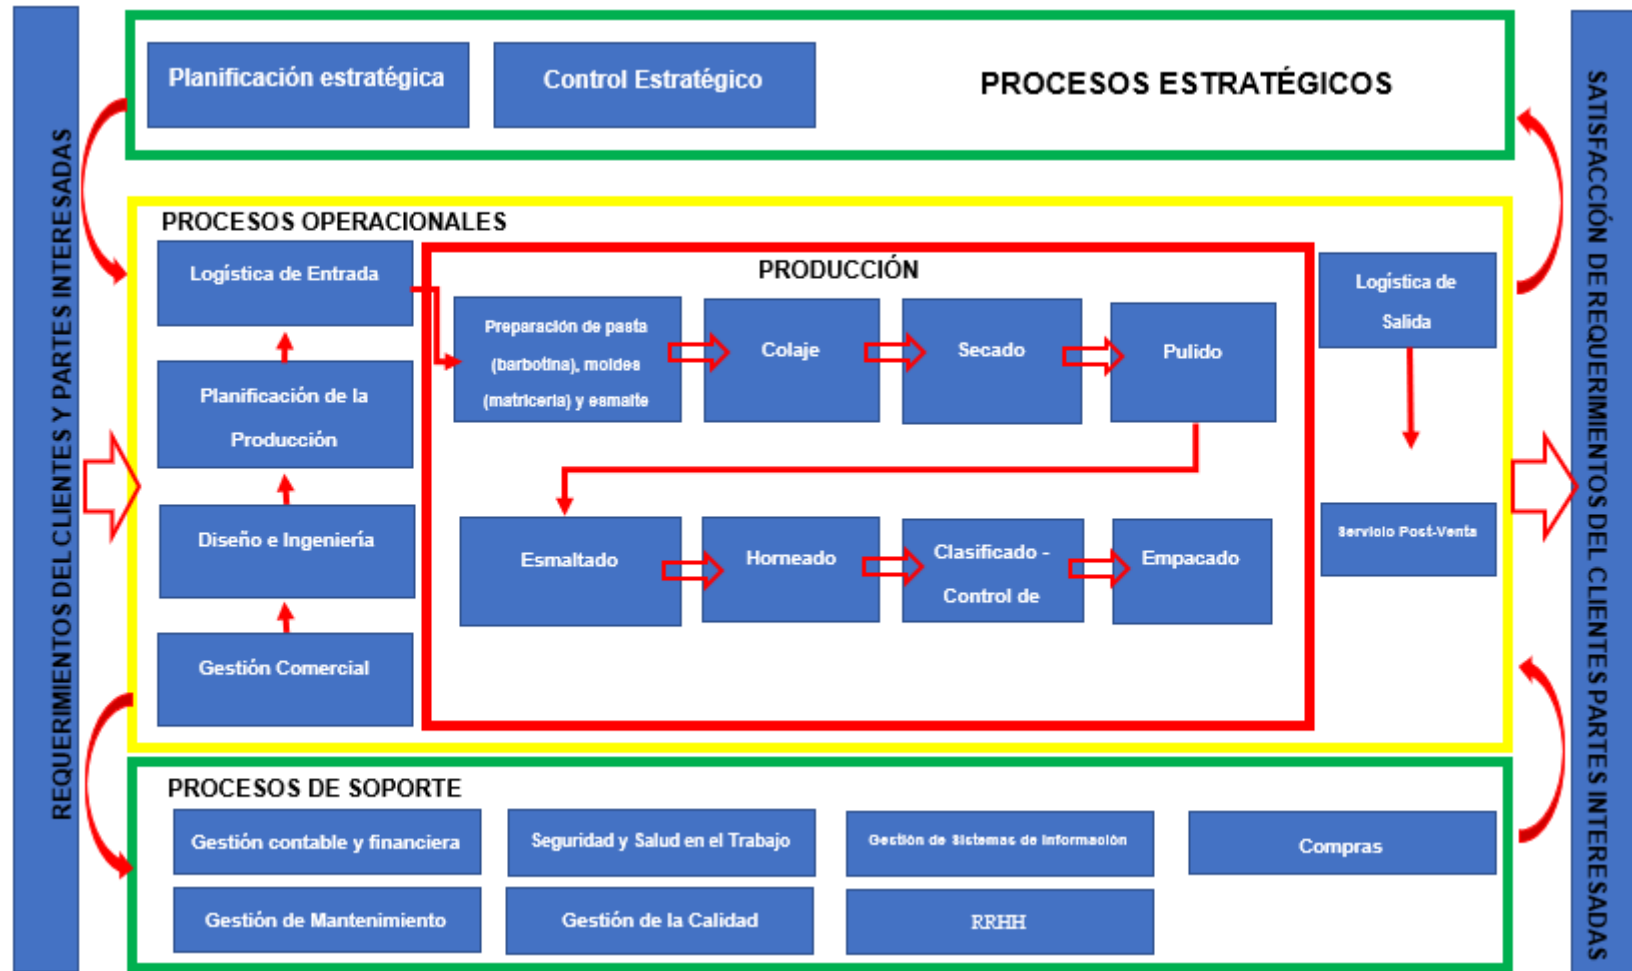 REQUERIMIENTOS DEL CLIENTES Y PARTES INTERESADAS
Planificación estratégica
Control Estratégico
PROCESOS ESTRATÉGICOS
PROCESOS OPERACIONALES
Logística de Entrada
Planificación de la
Producción
Diseño e Ingeniería
Gestión Comercial
PRODUCCIÓN
Preparación de pasta
(barbotina), moldes
(matriceria) y esmalte
Colaje
Secado
Pulido
Esmaltado
Horneado
Clasificado -
Control de
Empacado
Logística de
Salida
Servicio Post-Venta
PROCESOS DE SOPORTE
Gestión contable y financiera
Seguridad y Salud en el Trabajo
Gestión de Sistemas de Información
Compras
Gestión de Mantenimiento
Gestión de la Calidad
RRHH
SATISFACCIÓN DE REQUERIMIENTOS DEL CLIENTES PARTES INTERESADAS